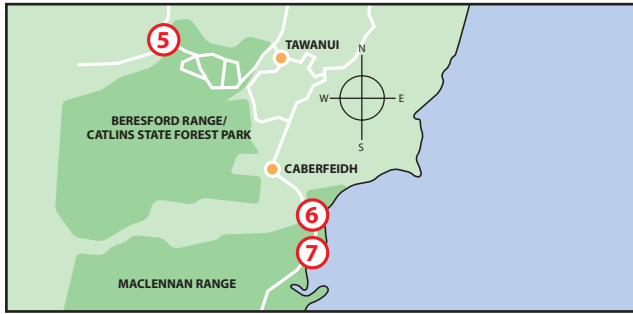 5
TAWANUI
N
W
E
S
BERESFORD RANGE/
CATLINS STATE FOREST PARK
CABERFEIDH
6
7
MACLENNAN RANGE